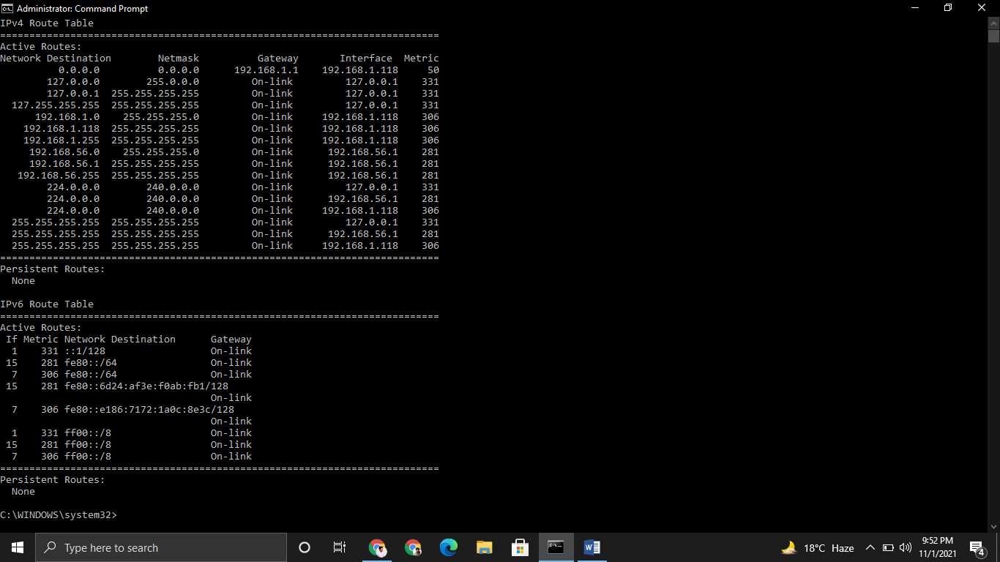 Administrator: Command Prompt
IPv4 Route Table
===========================================================================
Active Routes:
Network Destination        Netmask          Gateway       Interface  Metric
          0.0.0.0          0.0.0.0      192.168.1.1    192.168.1.118     50
        127.0.0.0        255.0.0.0         On-link         127.0.0.1    331
        127.0.0.1  255.255.255.255         On-link         127.0.0.1    331
  127.255.255.255  255.255.255.255         On-link         127.0.0.1    331
      192.168.1.0    255.255.255.0         On-link     192.168.1.118    306
    192.168.1.118  255.255.255.255         On-link     192.168.1.118    306
    192.168.1.255  255.255.255.255         On-link     192.168.1.118    306
     192.168.56.0    255.255.255.0         On-link      192.168.56.1    281
     192.168.56.1  255.255.255.255         On-link      192.168.56.1    281
   192.168.56.255  255.255.255.255         On-link      192.168.56.1    281
        224.0.0.0        240.0.0.0         On-link         127.0.0.1    331
        224.0.0.0        240.0.0.0         On-link      192.168.56.1    281
        224.0.0.0        240.0.0.0         On-link     192.168.1.118    306
  255.255.255.255  255.255.255.255         On-link         127.0.0.1    331
  255.255.255.255  255.255.255.255         On-link      192.168.56.1    281
  255.255.255.255  255.255.255.255         On-link     192.168.1.118    306
===========================================================================
Persistent Routes:
  None
IPv6 Route Table
===========================================================================
Active Routes:
 If Metric Network Destination      Gateway
  1    331 ::1/128                  On-link
 15    281 fe80::/64                On-link
  7    306 fe80::/64                On-link
 15    281 fe80::6d24:af3e:f0ab:fb1/128
                                    On-link
  7    306 fe80::e186:7172:1a0c:8e3c/128
                                    On-link
  1    331 ff00::/8                 On-link
 15    281 ff00::/8                 On-link
  7    306 ff00::/8                 On-link
===========================================================================
Persistent Routes:
  None
C:\WINDOWS\system32>
Type here to search
18°C Haze
9:52 PM
11/1/2021
4